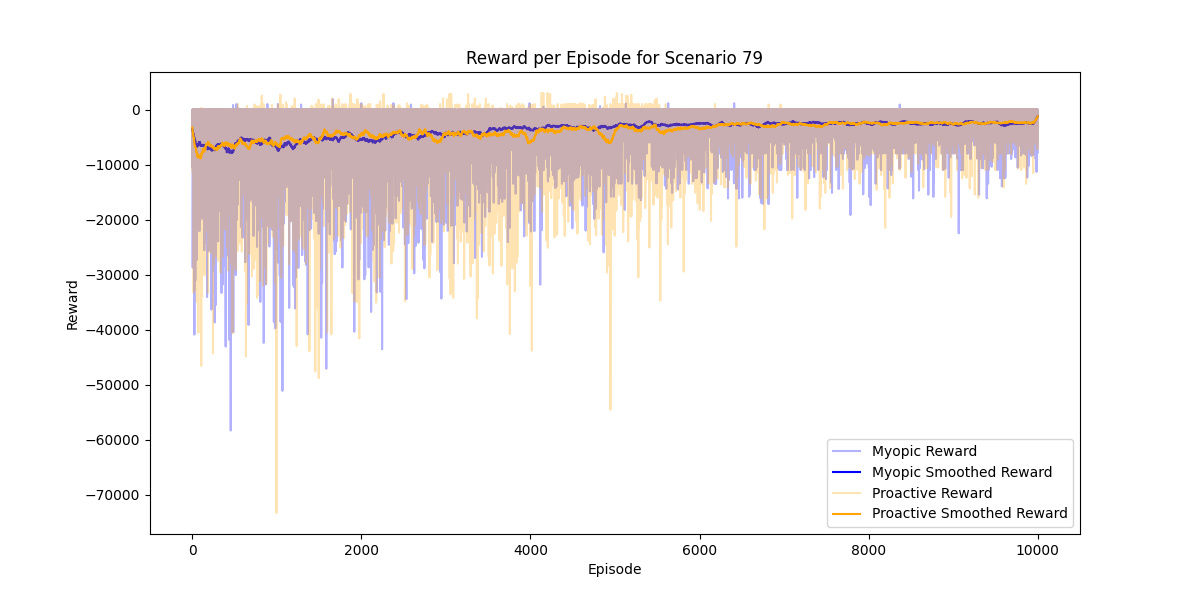 Reward per Episode for Scenario 79
Reward
0
−10000
−20000
−30000
−40000
−50000
−60000
−70000
0 2000 4000 6000 8000 10000
Episode
Myopic Reward
Myopic Smoothed Reward
Proactive Reward
Proactive Smoothed Reward